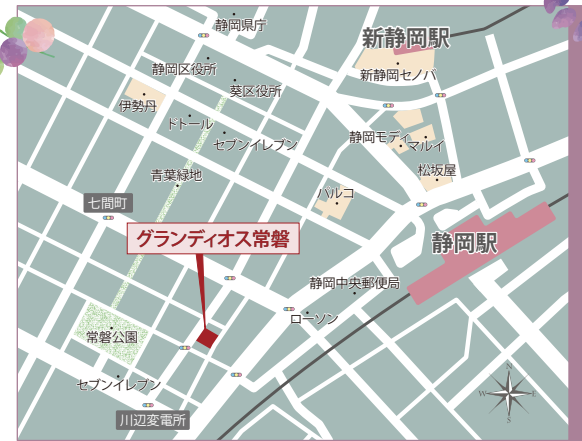 静岡県庁
新静岡駅
静岡区役所
新静岡セノバ
葵区役所
伊勢丹
ドトール
セブンイレブン
静岡モディ
マルイ
松坂屋
青葉緑地
パルコ
七間町
グランディオス常磐
静岡駅
静岡中央郵便局
ローソン
常磐公園
セブンイレブン
川辺変電所
N
W
E
S